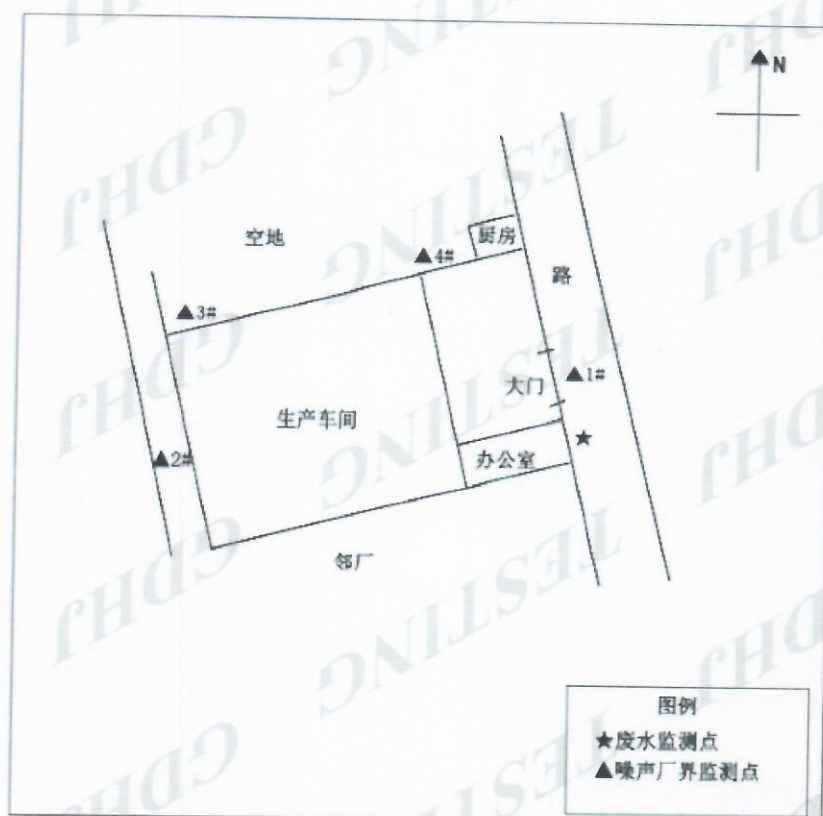 N
空地
厨房
▲4#
路
▲3#
大门
▲1#
生产车间
▲2#
办公室
★
邻厂
图例
★废水监测点
▲噪声厂界监测点
GDHJ TESTING